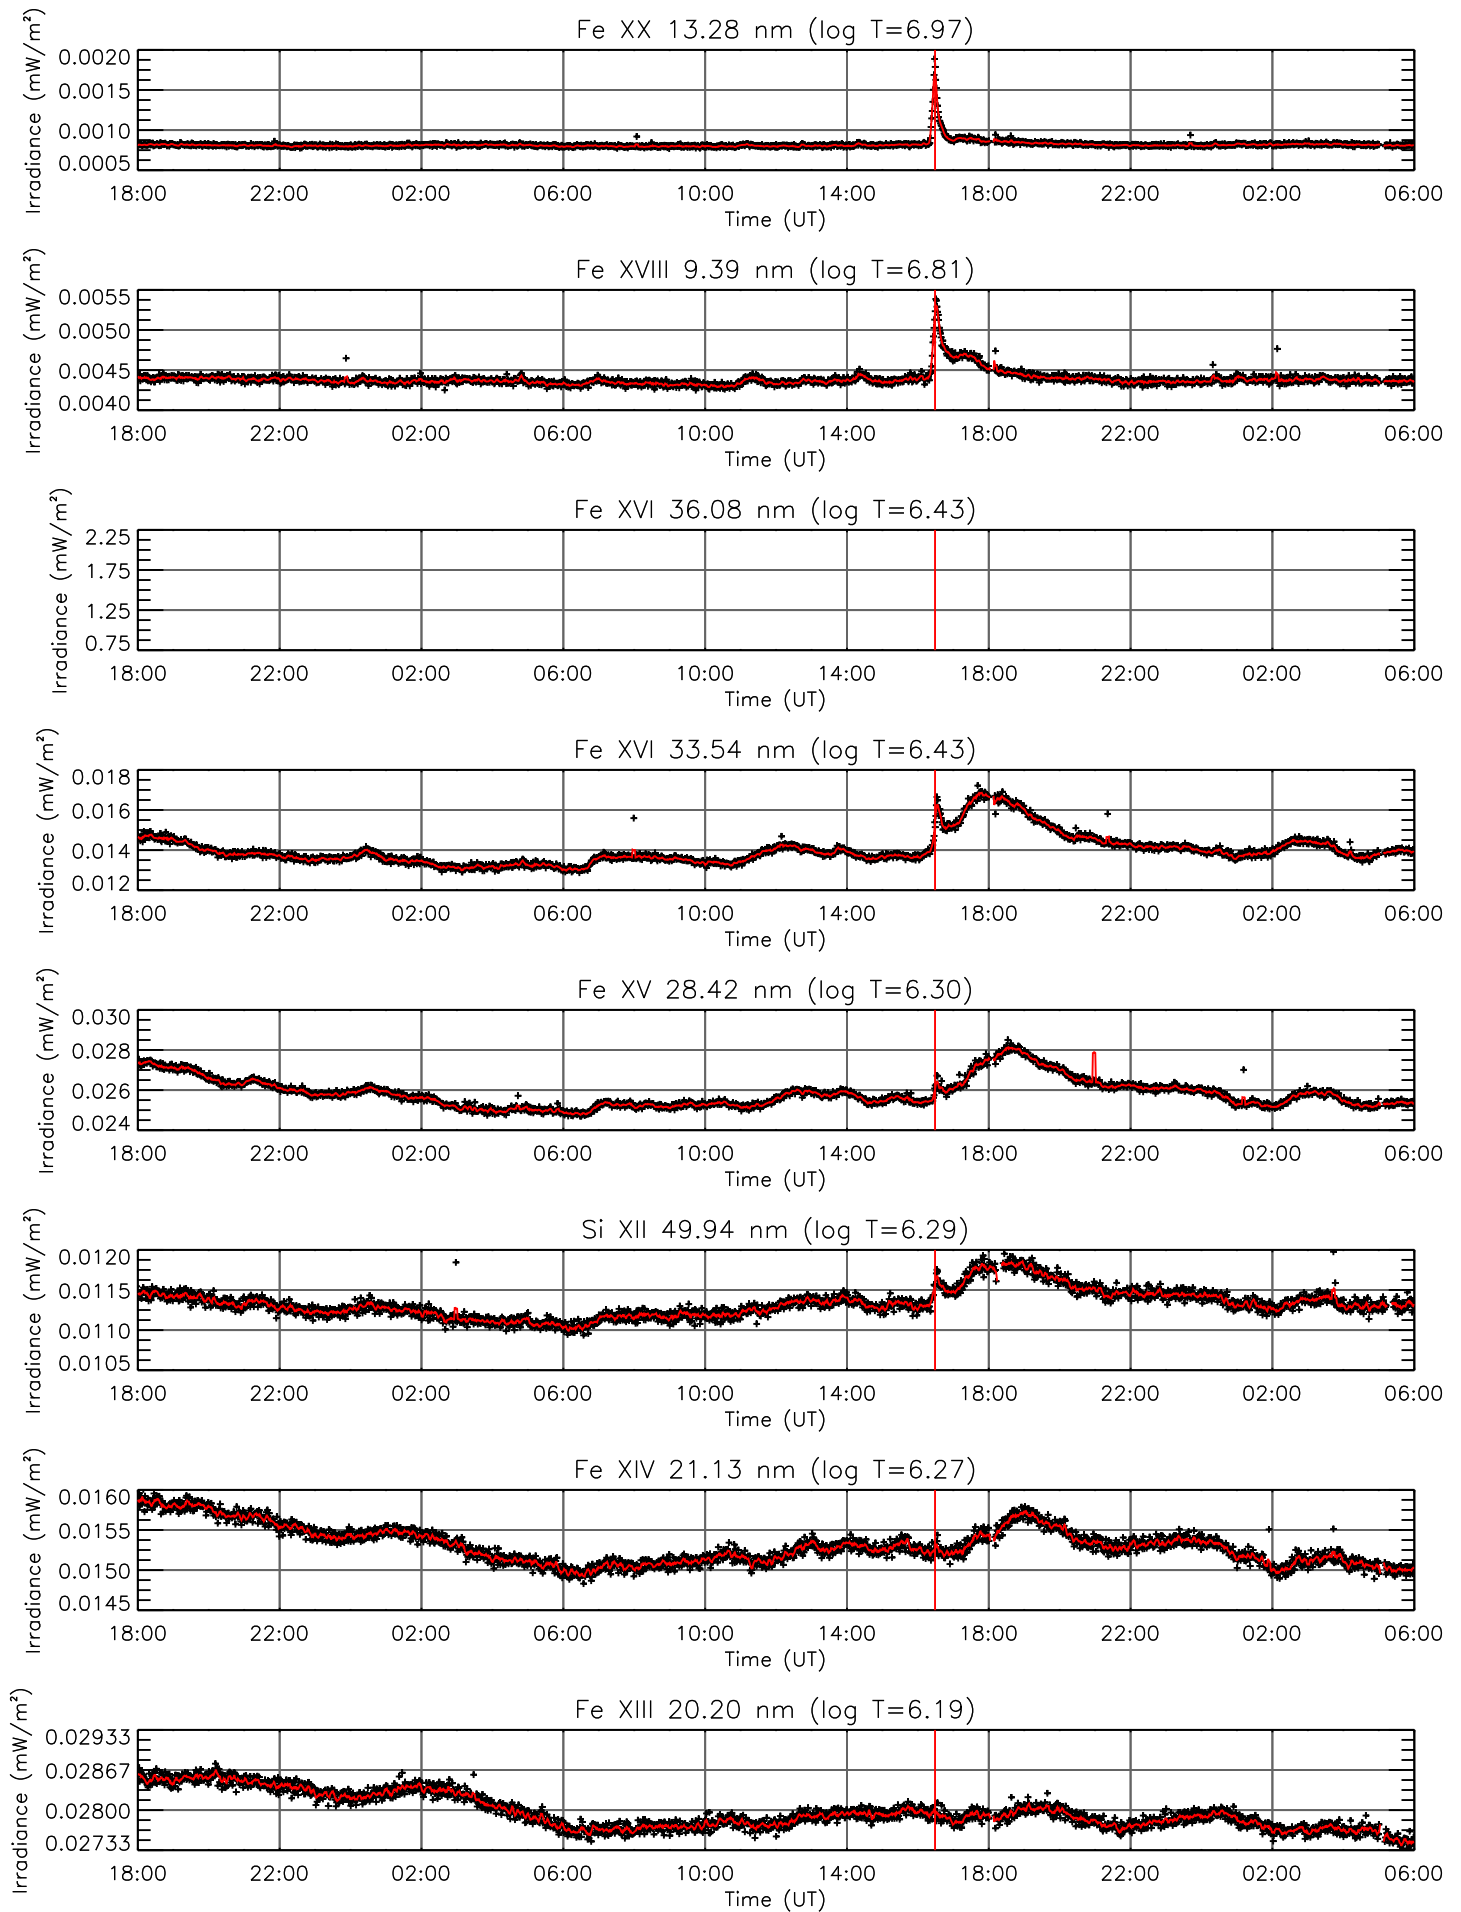 Fe XX 13.28 nm (log T=6.97)
Irradiance (mW/m²)
0.0020
0.0015
0.0010
0.0005
18:00 22:00 02:00 06:00 10:00 14:00 18:00 22:00 02:00 06:00
Time (UT)
Fe XVIII 9.39 nm (log T=6.81)
Irradiance (mW/m²)
0.0055
0.0050
0.0045
0.0040
18:00 22:00 02:00 06:00 10:00 14:00 18:00 22:00 02:00 06:00
Time (UT)
Fe XVI 36.08 nm (log T=6.43)
Irradiance (mW/m²)
2.25
1.75
1.25
0.75
18:00 22:00 02:00 06:00 10:00 14:00 18:00 22:00 02:00 06:00
Time (UT)
Fe XVI 33.54 nm (log T=6.43)
Irradiance (mW/m²)
0.018
0.016
0.014
0.012
18:00 22:00 02:00 06:00 10:00 14:00 18:00 22:00 02:00 06:00
Time (UT)
Fe XV 28.42 nm (log T=6.30)
Irradiance (mW/m²)
0.030
0.028
0.026
0.024
18:00 22:00 02:00 06:00 10:00 14:00 18:00 22:00 02:00 06:00
Time (UT)
Si XII 49.94 nm (log T=6.29)
Irradiance (mW/m²)
0.0120
0.0115
0.0110
0.0105
18:00 22:00 02:00 06:00 10:00 14:00 18:00 22:00 02:00 06:00
Time (UT)
Fe XIV 21.13 nm (log T=6.27)
Irradiance (mW/m²)
0.0160
0.0155
0.0150
0.0145
18:00 22:00 02:00 06:00 10:00 14:00 18:00 22:00 02:00 06:00
Time (UT)
Fe XIII 20.20 nm (log T=6.19)
Irradiance (mW/m²)
0.02933
0.02867
0.02800
0.02733
18:00 22:00 02:00 06:00 10:00 14:00 18:00 22:00 02:00 06:00
Time (UT)